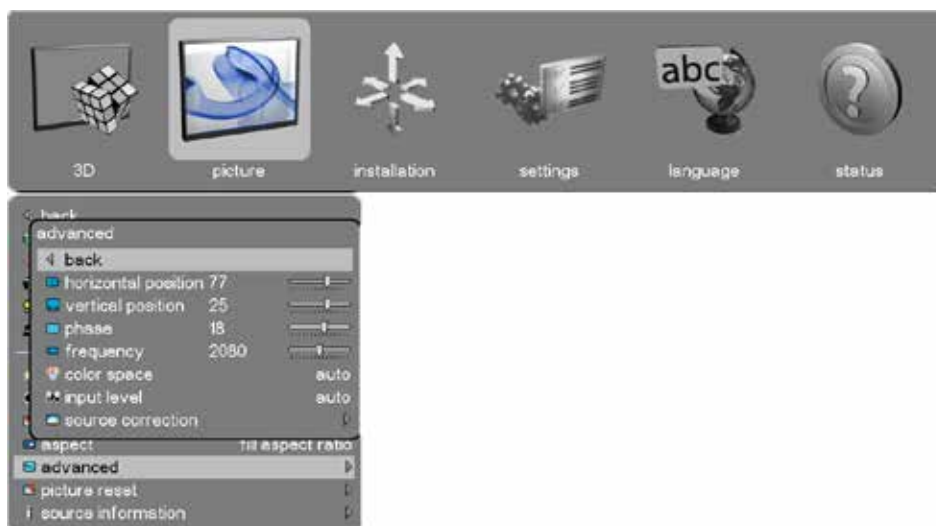 abc
3D picture installation settings language status
back
advanced
back
horizontal position 77
vertical position 25
phase 18
frequency 2080
color space auto
input level auto
source correction
aspect fill aspect ratio
advanced
picture reset
source information